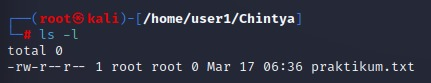 ┌──(root㉿kali)-[/home/user1/Chintya]
└─# ls -l
total 0
-rw-r--r-- 1 root root 0 Mar 17 06:36 praktikum.txt